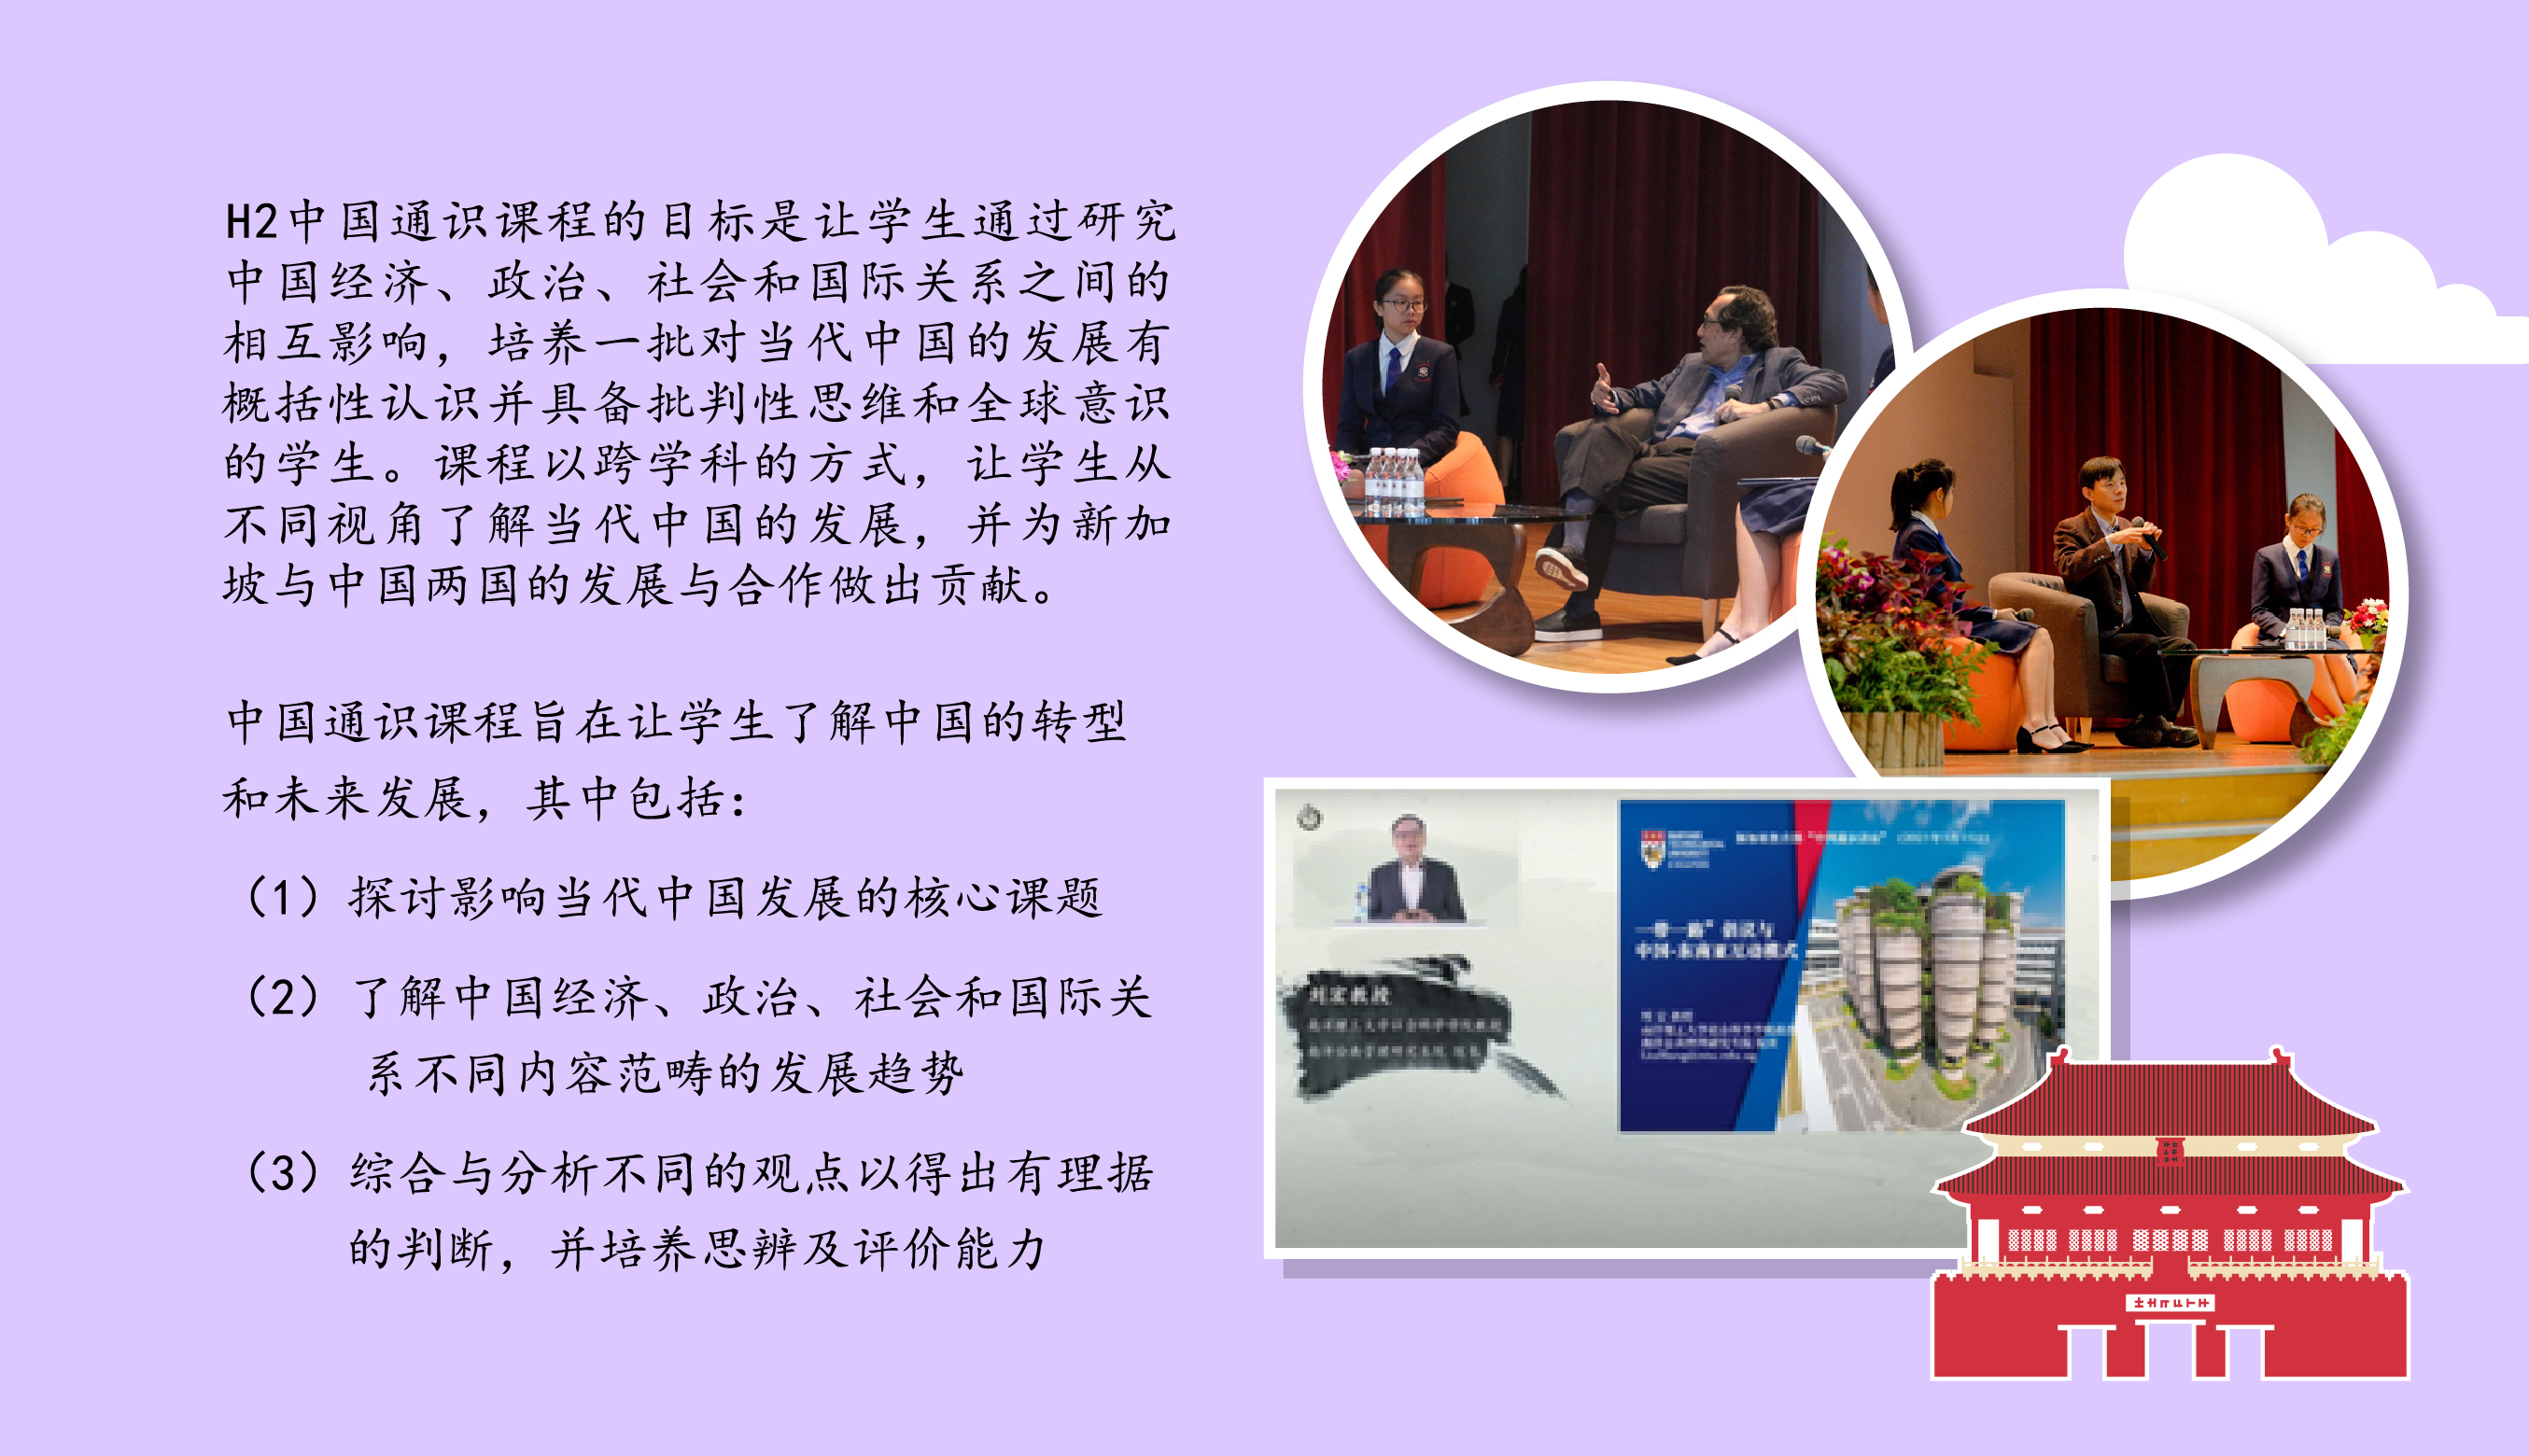 H2中国通识课程的目标是让学生通过研究
中国经济、政治、社会和国际关系之间的
相互影响，培养一批对当代中国的发展有
概括性认识并具备批判性思维和全球意识
的学生。课程以跨学科的方式，让学生从
不同视角了解当代中国的发展，并为新加
坡与中国两国的发展与合作做出贡献。
中国通识课程旨在让学生了解中国的转型
和未来发展，其中包括：
（1）探讨影响当代中国发展的核心课题
（2）了解中国经济、政治、社会和国际关
系不同内容范畴的发展趋势
（3）综合与分析不同的观点以得出有理据
的判断，并培养思辨及评价能力
刘宏教授
一带一路”倡议与
中国-东南亚互动模式